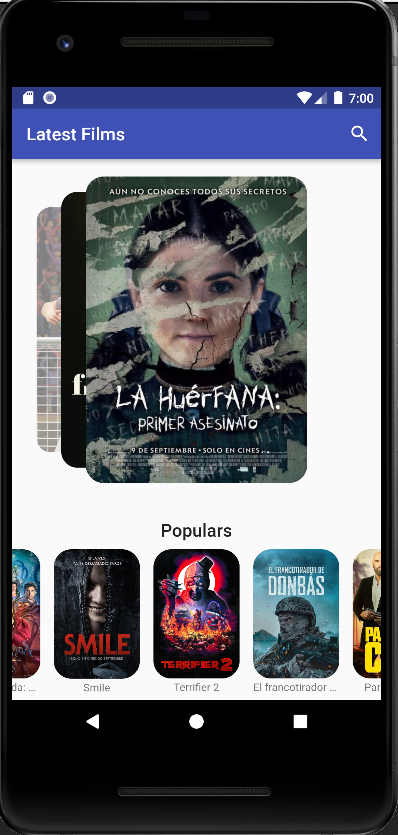 7:00
Latest Films
AÚN NO CONOCES TODOS SUS SECRETOS
MATAR
LA HUéRFANA:
PRIMER ASESINATO
9 DE SEPTIEMBRE • SOLO EN CINES
Populars
SMILE
TERRIFIER 2
EL FRANCOTIRADOR DE
DONBÁS
da: ...
Smile
Terrifier 2
El francotirador ...
Par